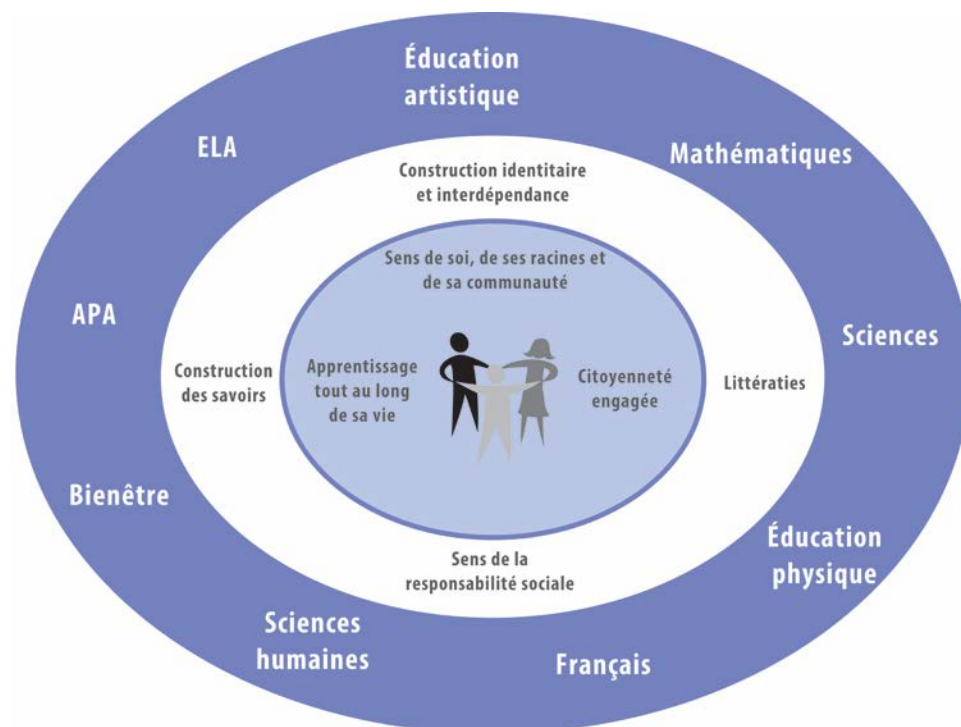 Éducation
artistique
ELA
Mathématiques
Construction identitaire
et interdépendance
Sens de soi, de ses racines et
de sa communauté
APA
Sciences
Construction
des savoirs
Apprentissage
tout au long
de sa vie
Citoyenneté
engagée
Littératies
Bienêtre
Éducation
physique
Sens de la
responsabilité sociale
Sciences
humaines
Français